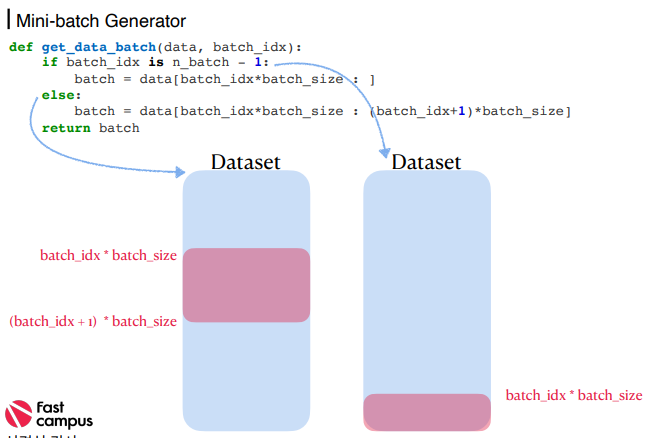 Mini-batch Generator
def get_data_batch(data, batch_idx):
    if batch_idx is n_batch - 1:
        batch = data[batch_idx*batch_size : ]
    else:
        batch = data[batch_idx*batch_size : (batch_idx+1)*batch_size]
    return batch
Dataset
Dataset
batch_idx * batch_size
(batch_idx + 1) * batch_size
batch_idx * batch_size
fast
campus